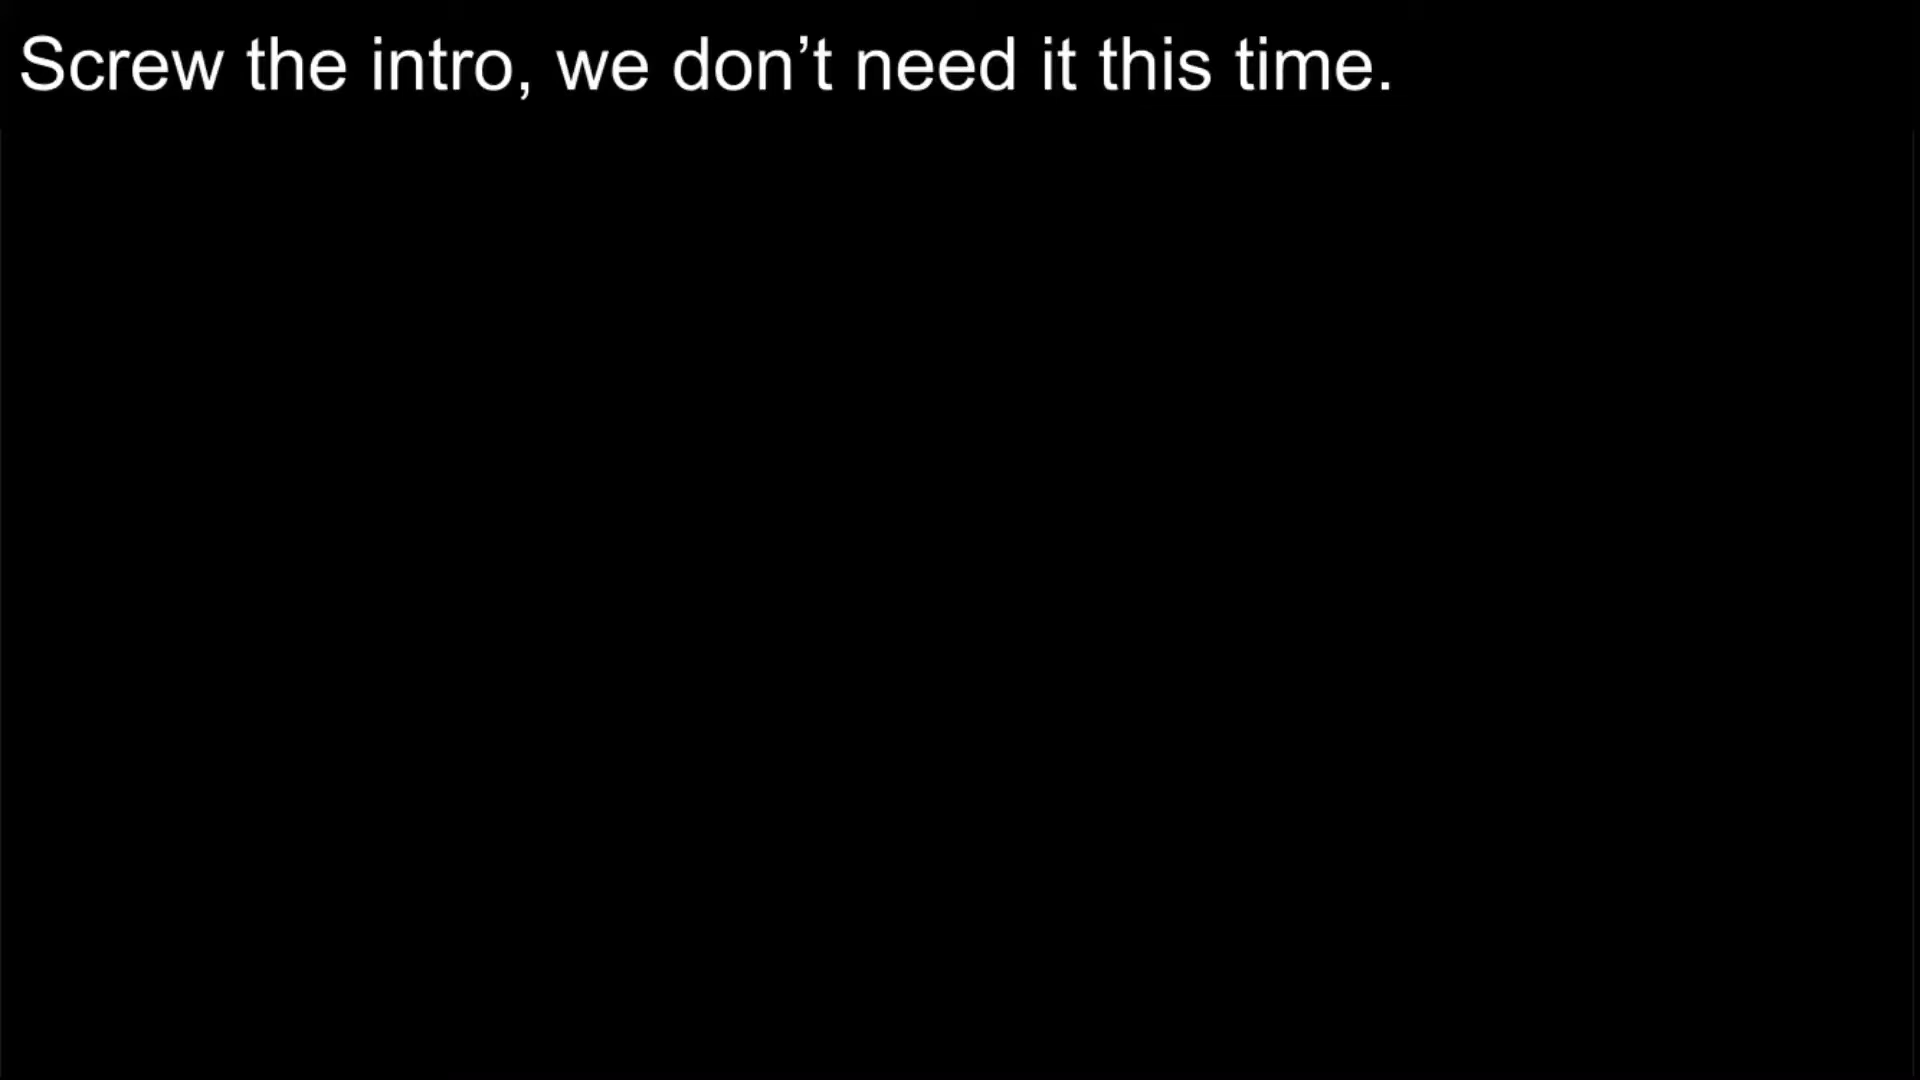 Screw the intro, we don’t need it this time.